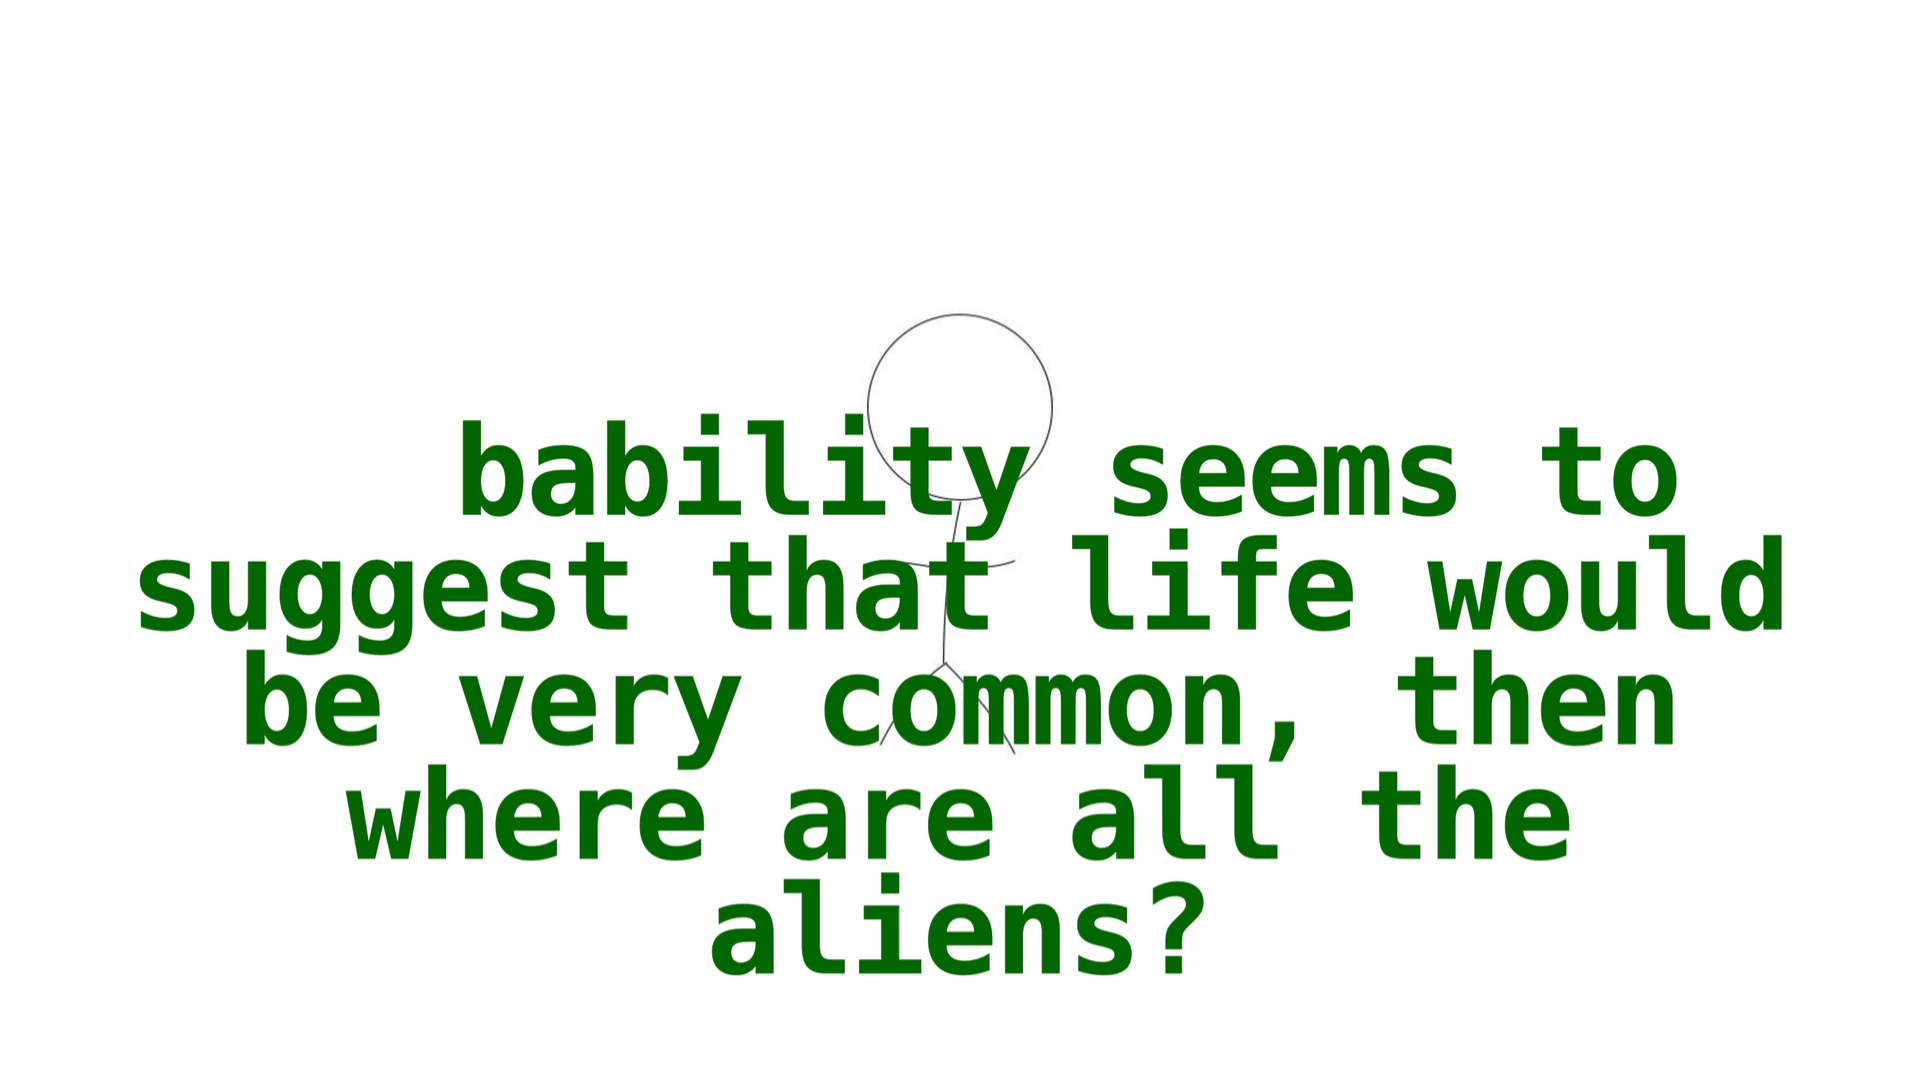 bability seems to
suggest that life would
be very common, then
where are all the
aliens?